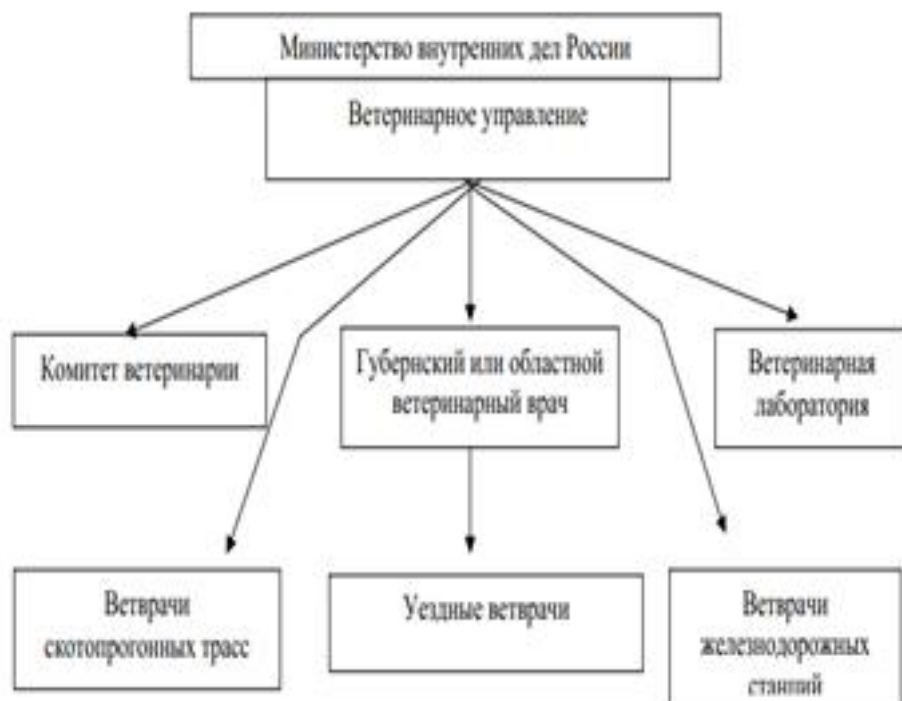 Министерство внутренних дел России
Ветеринарное управление
Комитет ветеринарии
Губернский или областной
ветеринарный врач
Ветеринарная
лаборатория
Ветврачи
скотопрогонных трасс
Уездные ветврачи
Ветврачи
железнодорожных
станций